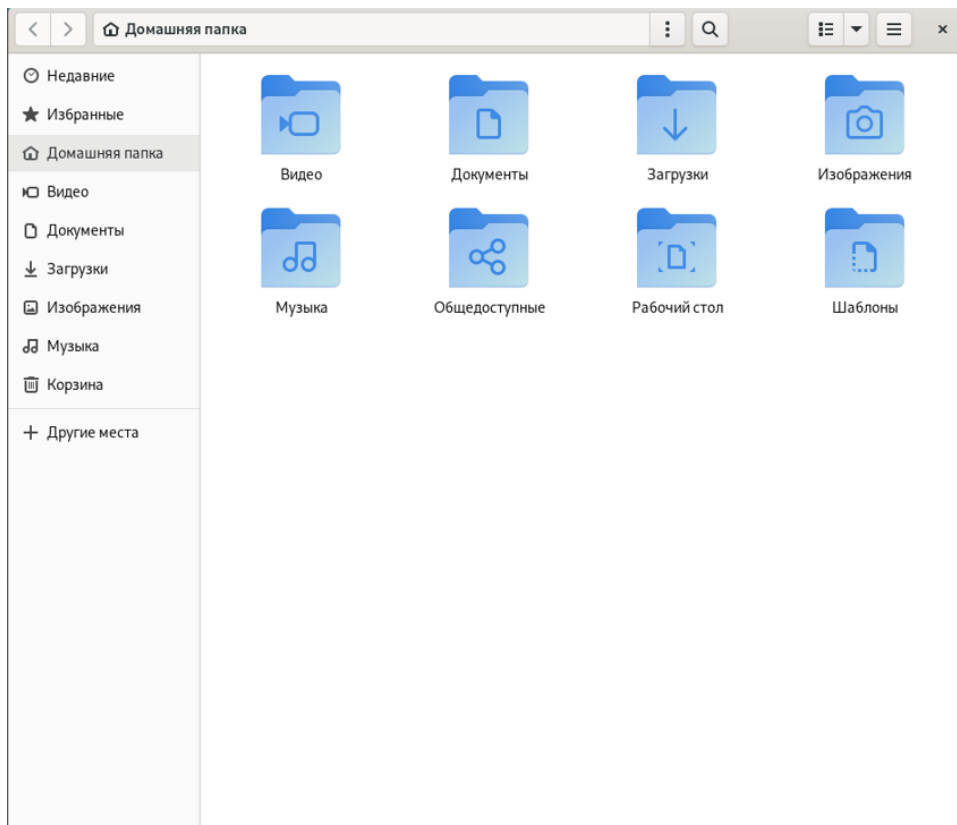 Домашняя папка
Недавние
Избранные
Домашняя папка
Видео
Документы
Загрузки
Изображения
Музыка
Корзина
Другие места
Видео
Документы
Загрузки
Изображения
Музыка
Общедоступные
Рабочий стол
Шаблоны